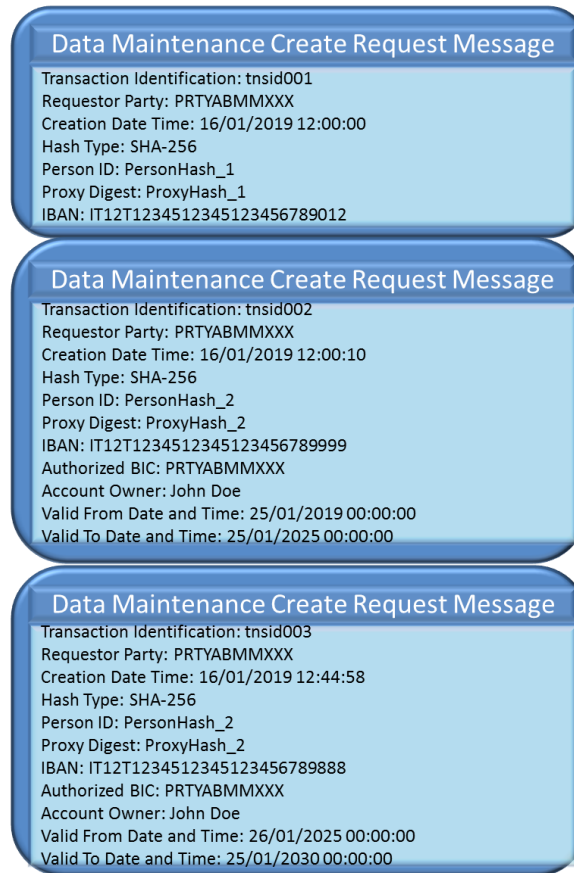 Data Maintenance Create Request Message
Transaction Identification: tnsid001
Requestor Party: PRTYABMMXXX
Creation Date Time: 16/01/2019 12:00:00
Hash Type: SHA-256
Person ID: PersonHash_1
Proxy Digest: ProxyHash_1
IBAN: IT12T1234512345123456789012
Data Maintenance Create Request Message
Transaction Identification: tnsid002
Requestor Party: PRTYABMMXXX
Creation Date Time: 16/01/2019 12:00:10
Hash Type: SHA-256
Person ID: PersonHash_2
Proxy Digest: ProxyHash_2
IBAN: IT12T1234512345123456789999
Authorized BIC: PRTYABMMXXX
Account Owner: John Doe
Valid From Date and Time: 25/01/2019 00:00:00
Valid To Date and Time: 25/01/2025 00:00:00
Data Maintenance Create Request Message
Transaction Identification: tnsid003
Requestor Party: PRTYABMMXXX
Creation Date Time: 16/01/2019 12:44:58
Hash Type: SHA-256
Person ID: PersonHash_2
Proxy Digest: ProxyHash_2
IBAN: IT12T1234512345123456789888
Authorized BIC: PRTYABMMXXX
Account Owner: John Doe
Valid From Date and Time: 26/01/2025 00:00:00
Valid To Date and Time: 25/01/2030 00:00:00